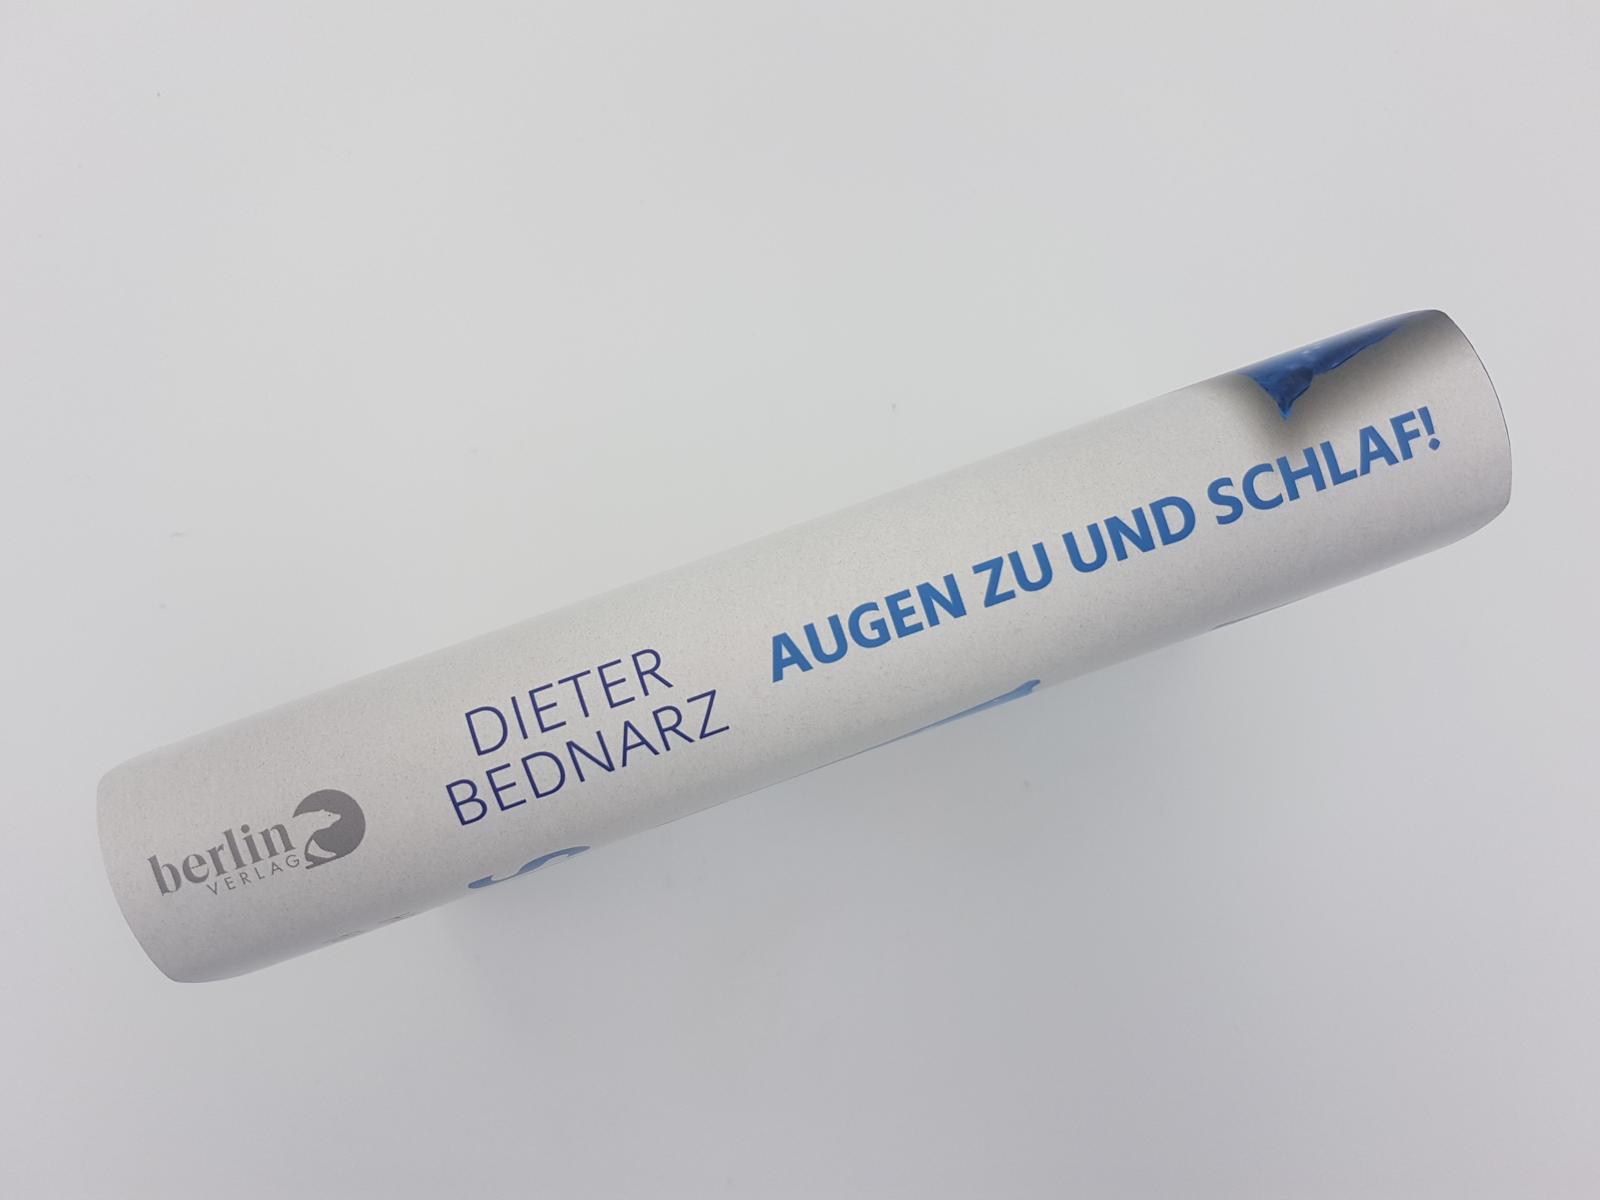 berlin
VERLAG
DIETER
BEDNARZ
AUGEN ZU UND SCHLAF!